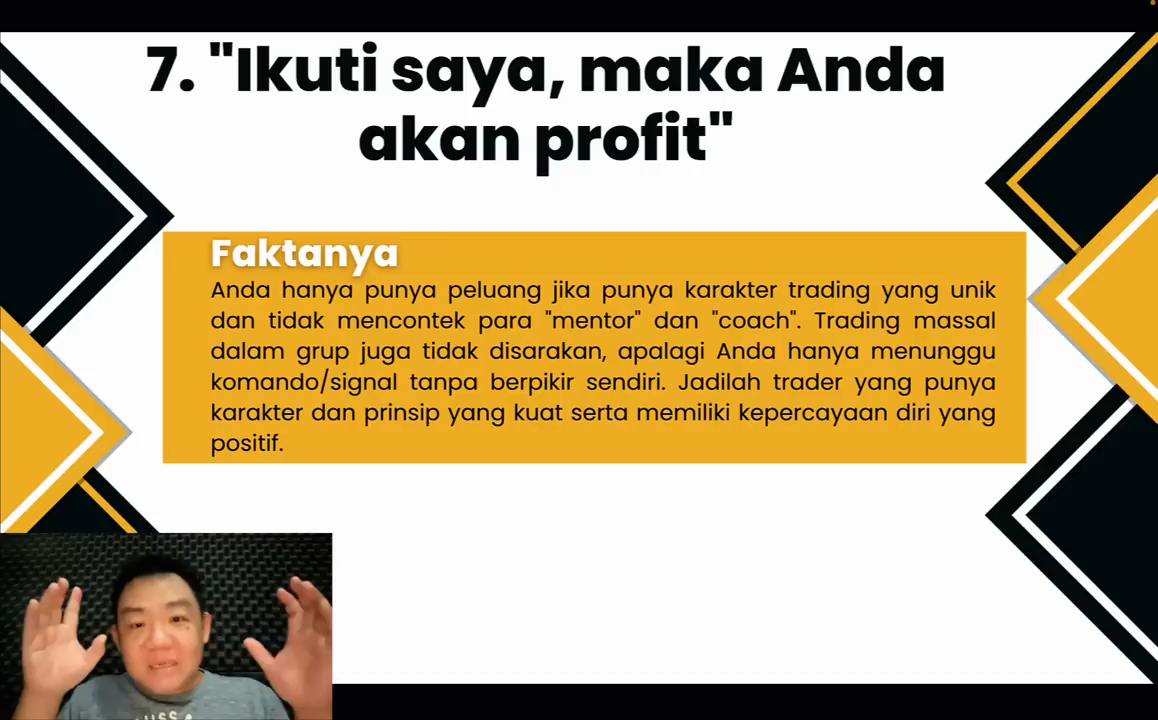 7. "Ikuti saya, maka Anda
akan profit"
Faktanya
Anda hanya punya peluang jika punya karakter trading yang unik
dan tidak mencontek para "mentor" dan "coach". Trading massal
dalam grup juga tidak disarakan, apalagi Anda hanya menunggu
komando/signal tanpa berpikir sendiri. Jadilah trader yang punya
karakter dan prinsip yang kuat serta memiliki kepercayaan diri yang
positif.